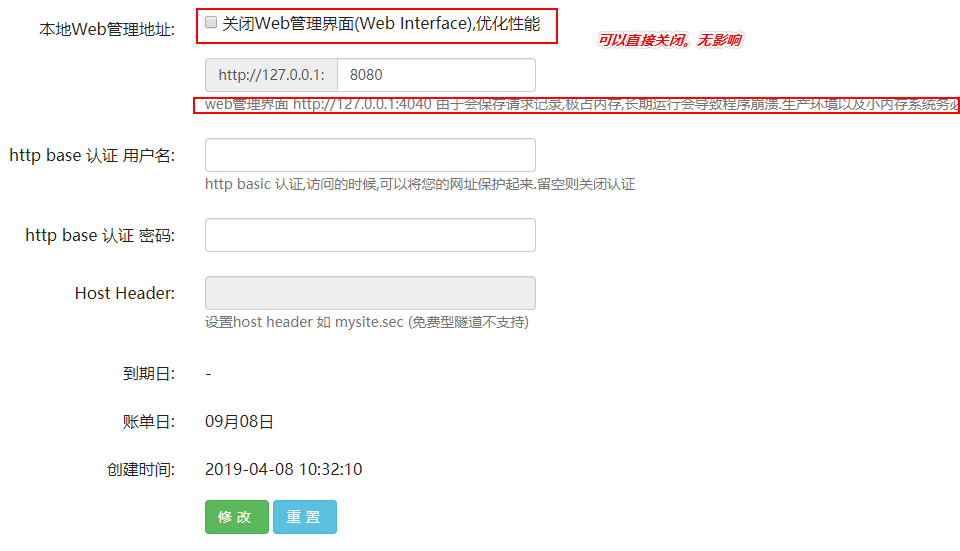 本地Web管理地址:
关闭Web管理界面(Web Interface),优化性能
可以直接关闭。无影响
http://127.0.0.1: 8080
web管理界面 http://127.0.0.1:4040 由于会保存请求记录,极占内存,长期运行会导致程序崩溃.生产环境以及小内存系统务必
http base 认证 用户名:
http basic 认证,访问的时候,可以将您的网址保护起来.留空则关闭认证
http base 认证 密码:
Host Header:
设置host header 如 mysite.sec (免费型隧道不支持)
到期日: -
账单日: 09月08日
创建时间: 2019-04-08 10:32:10
修 改 重 置